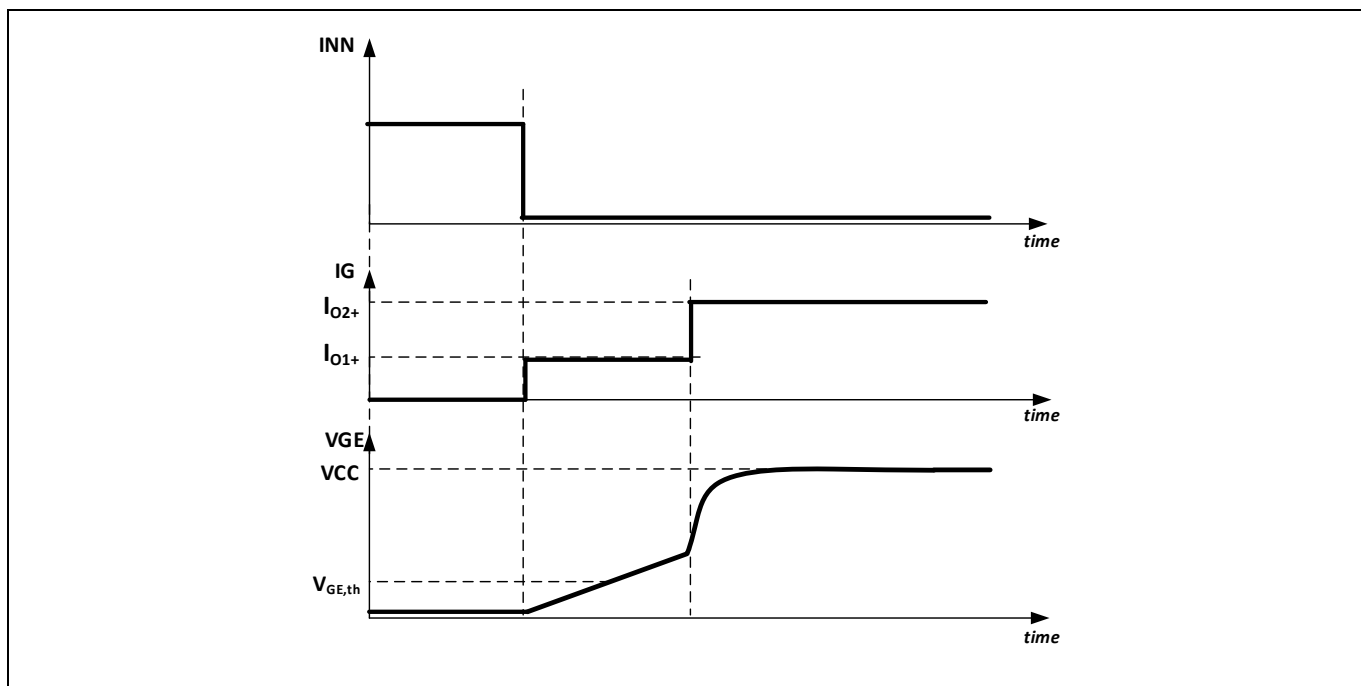 INN
time
IG
IO2+
IO1+
time
VGE
VCC
VGE,th
time